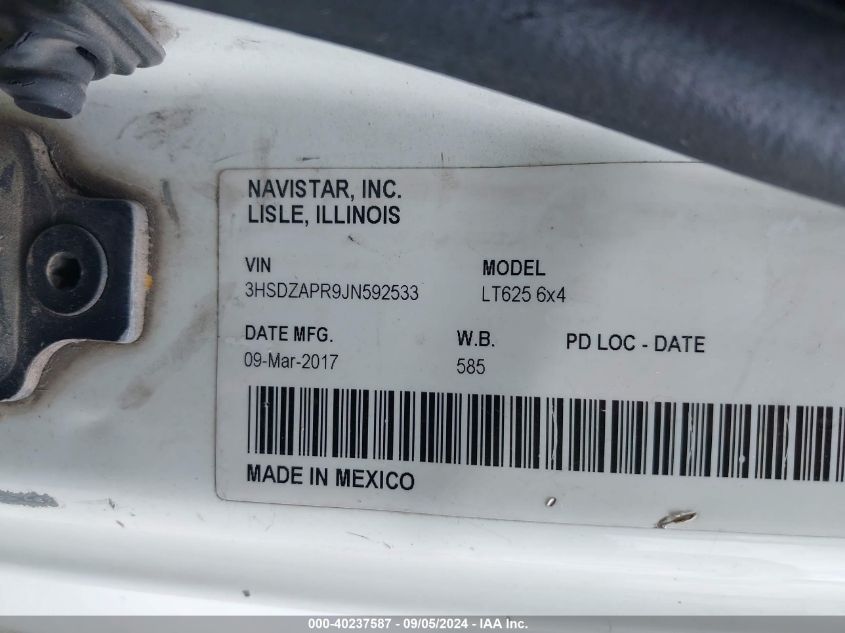 NAVISTAR, INC.
LISLE, ILLINOIS
VIN MODEL
3HSDZAPR9JN592533 LT625 6x4
DATE MFG. W.B. PD LOC - DATE
09-Mar-2017 585
MADE IN MEXICO
000-40237587 - 09/05/2024 - IAA Inc.